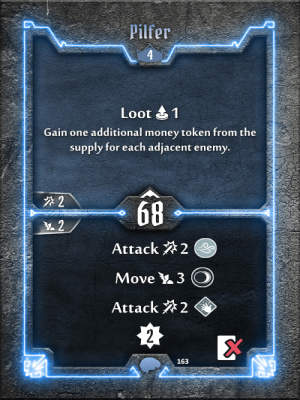 Pilfer
4
Loot 1
Gain one additional money token from the
supply for each adjacent enemy.
2
68
2
Attack 2
Move 3
Attack 2
2
163